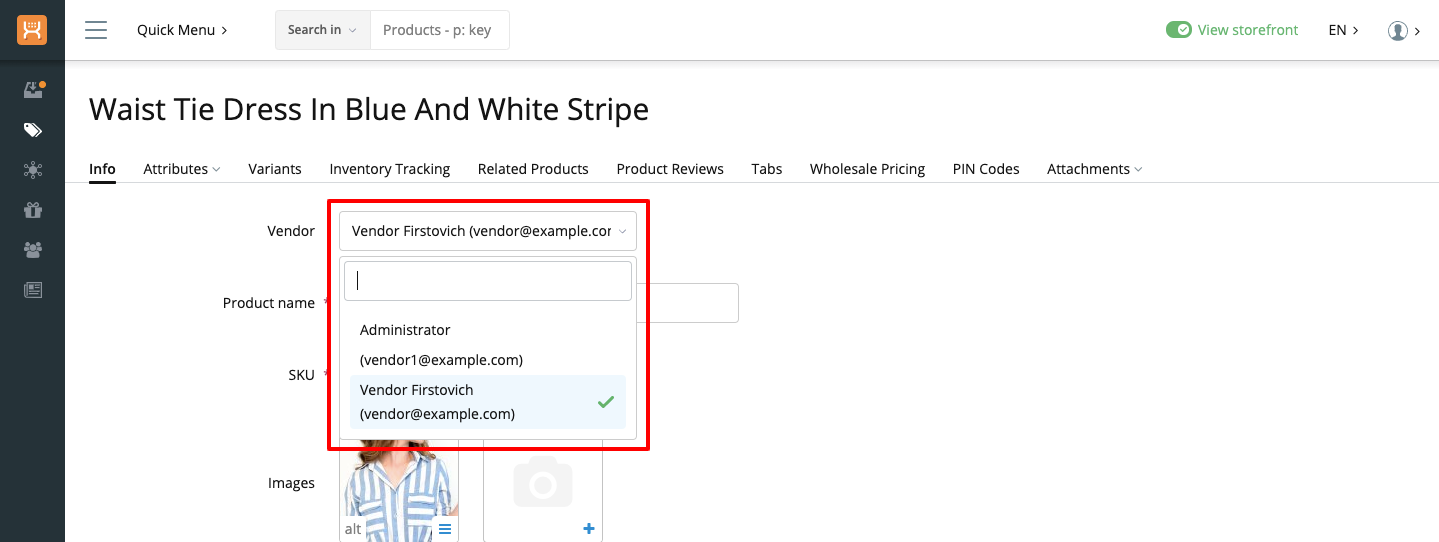 Quick Menu
Search in
Products - p: key
View storefront
EN
Waist Tie Dress In Blue And White Stripe
Info
Attributes
Variants
Inventory Tracking
Related Products
Product Reviews
Tabs
Wholesale Pricing
PIN Codes
Attachments
Vendor
Vendor Firstovich (vendor@example.cor
Product name *
Administrator
(vendor1@example.com)
SKU *
Vendor Firstovich
(vendor@example.com)
Images
alt